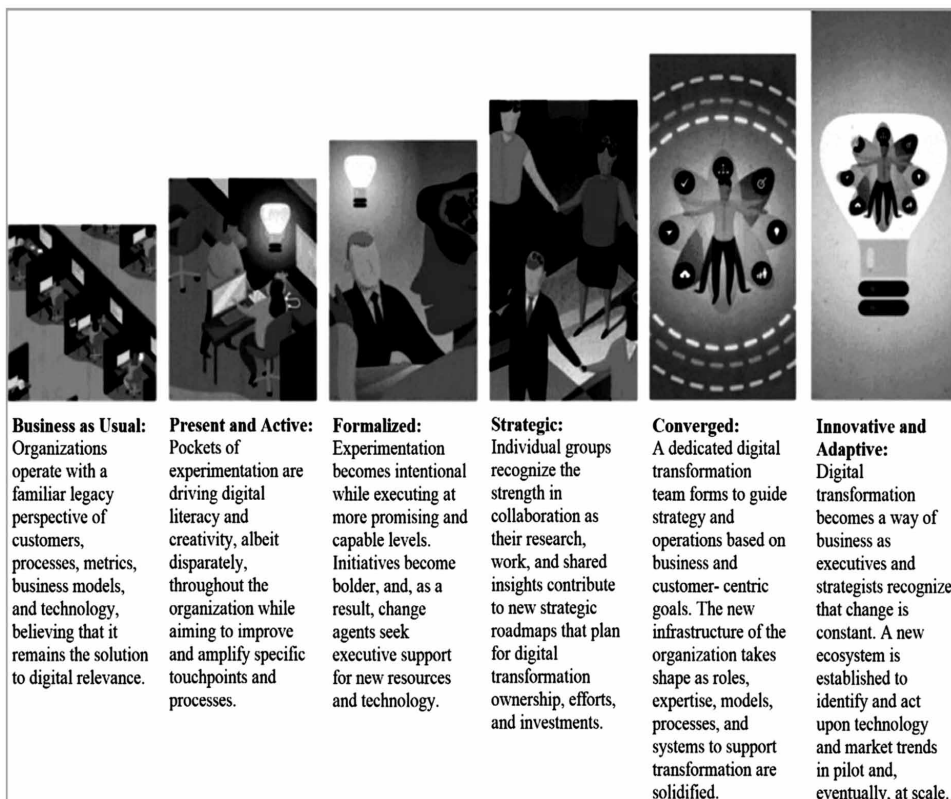 Business as Usual:
Organizations
operate with a
familiar legacy
perspective of
customers,
processes, metrics,
business models,
and technology,
believing that it
remains the solution
to digital relevance.
Present and Active:
Pockets of
experimentation are
driving digital
literacy and
creativity, albeit
disparately,
throughout the
organization while
aiming to improve
and amplify specific
touchpoints and
processes.
Formalized:
Experimentation
becomes intentional
while executing at
more promising and
capable levels.
Initiatives become
bolder, and, as a
result, change
agents seek
executive support
for new resources
and technology.
Strategic:
Individual groups
recognize the
strength in
collaboration as
their research,
work, and shared
insights contribute
to new strategic
roadmaps that plan
for digital
transformation
ownership, efforts,
and investments.
Converged:
A dedicated digital
transformation
team forms to guide
strategy and
operations based on
business and
customer- centric
goals. The new
infrastructure of the
organization takes
shape as roles,
expertise, models,
processes, and
systems to support
transformation are
solidified.
Innovative and
Adaptive:
Digital
transformation
becomes a way of
business as
executives and
strategists recognize
that change is
constant. A new
ecosystem is
established to
identify and act
upon technology
and market trends
in pilot and,
eventually, at scale.